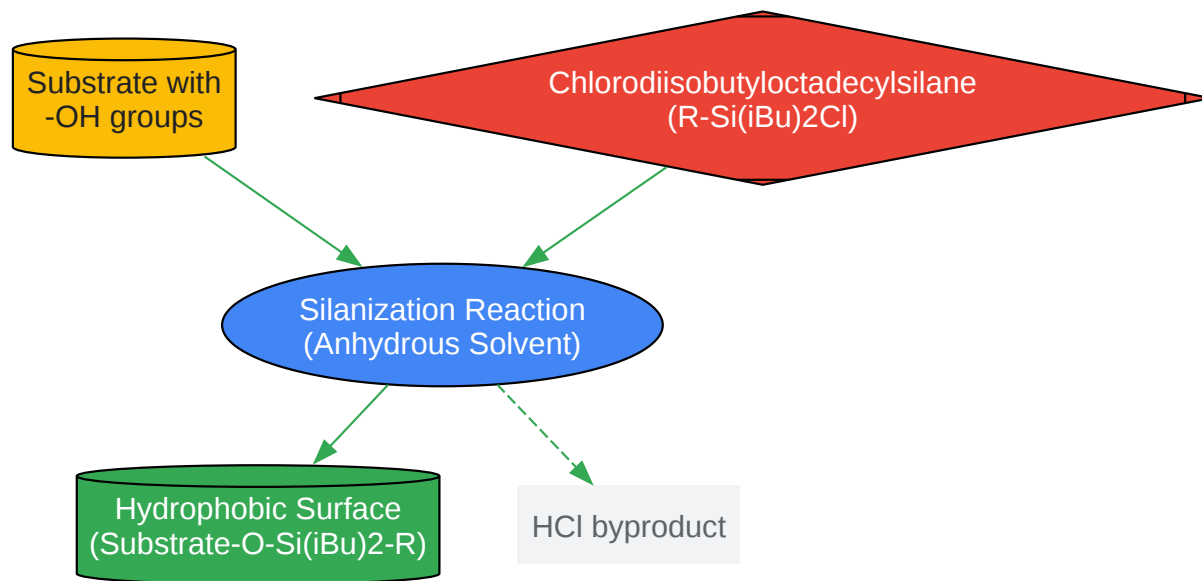 Substrate with
-OH groups
Chlorodiisobutyloctadecylsilane
(R-Si(iBu)2Cl)
Silanization Reaction
(Anhydrous Solvent)
Hydrophobic Surface
(Substrate-O-Si(iBu)2-R)
HCl byproduct